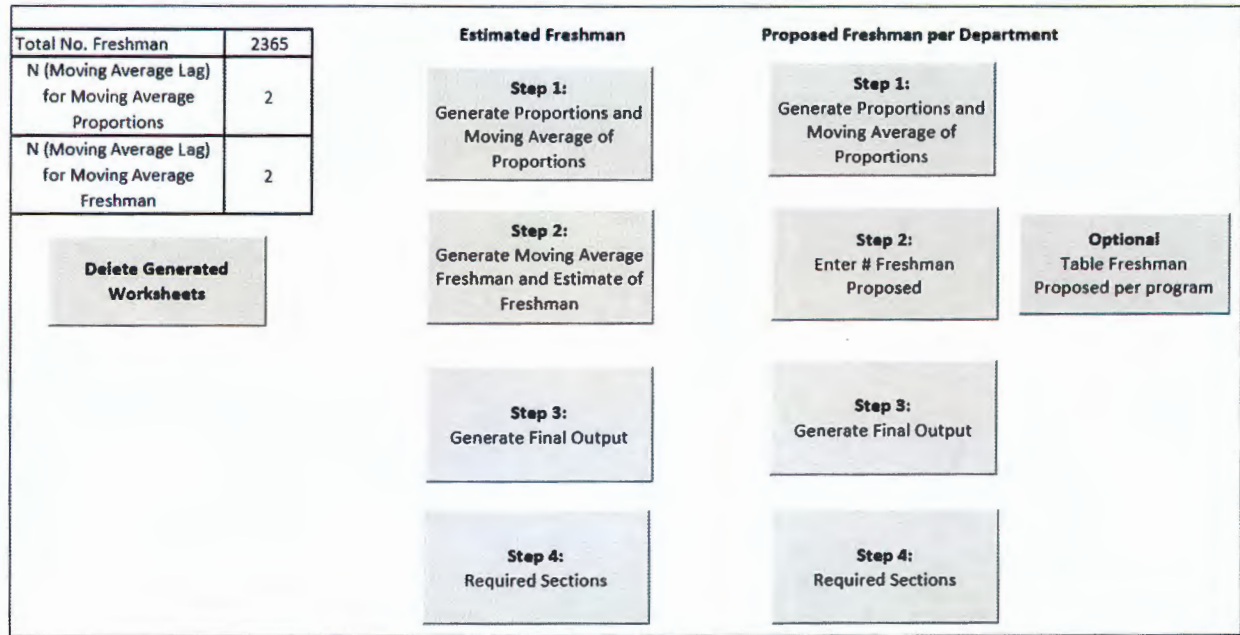 Total No. Freshman 2365
N (Moving Average Lag)
for Moving Average
Proportions
2
N (Moving Average Lag)
for Moving Average
Freshman
2
Delete Generated
Worksheets
Estimated Freshman
Step 1:
Generate Proportions and
Moving Average of
Proportions
Step 2:
Generate Moving Average
Freshman and Estimate of
Freshman
Step 3:
Generate Final Output
Step 4:
Required Sections
Proposed Freshman per Department
Step 1:
Generate Proportions and
Moving Average of
Proportions
Step 2:
Enter # Freshman
Proposed
Optional
Table Freshman
Proposed per program
Step 3:
Generate Final Output
Step 4:
Required Sections